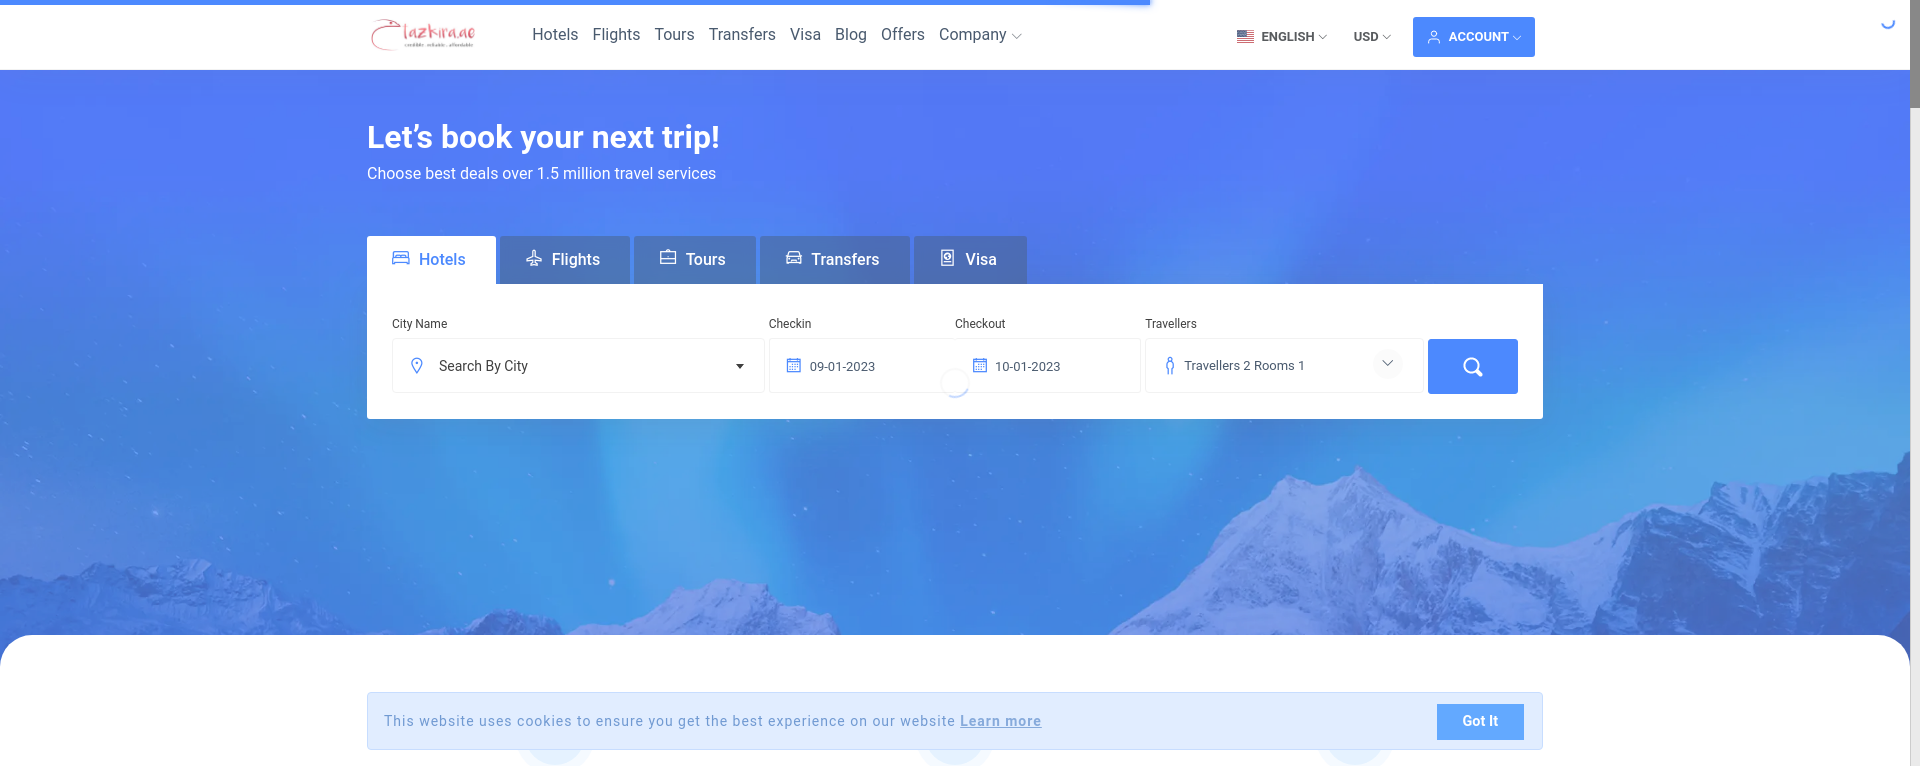 lazkira.ae
Hotels Flights Tours Transfers Visa Blog Offers Company
ENGLISH USD ACCOUNT
Let’s book your next trip!
Choose best deals over 1.5 million travel services
Hotels Flights Tours Transfers Visa
City Name Checkin Checkout Travellers
Search By City 09-01-2023 10-01-2023 Travellers 2 Rooms 1
This website uses cookies to ensure you get the best experience on our website Learn more
Got It